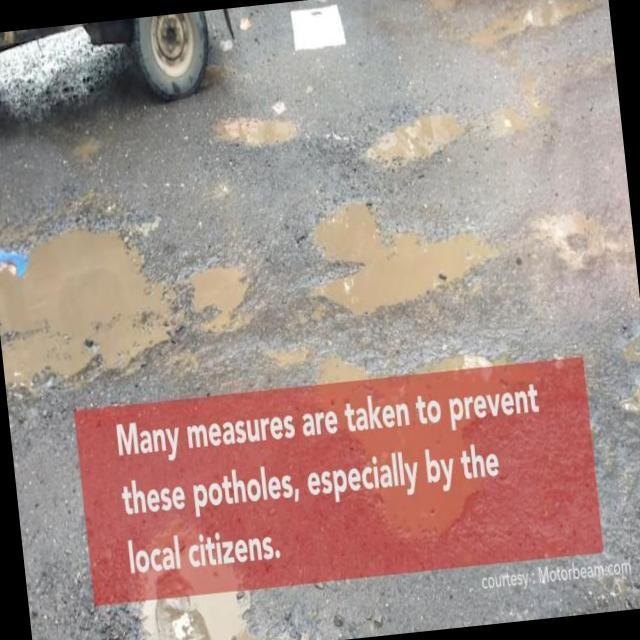 Many measures are taken to prevent
these potholes, especially by the
local citizens.
courtesy : Motorbeam.com